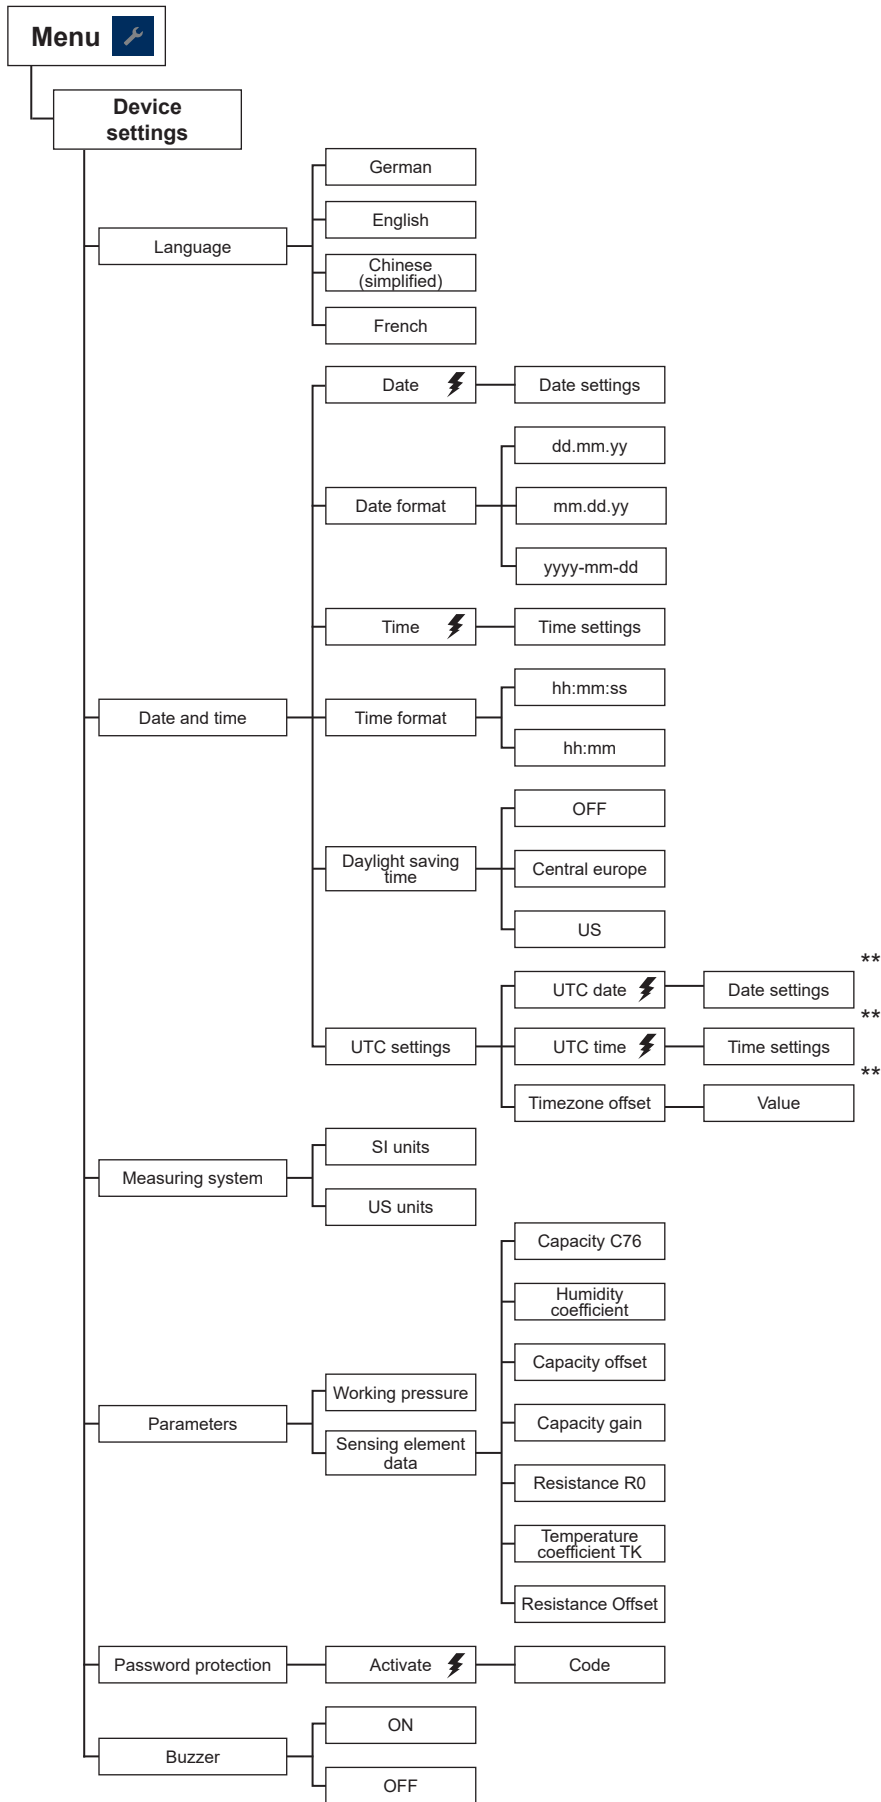 Menu
Device
settings
Language
German
English
Chinese
(simplified)
French
Date and time
Date
Date settings
Date format
dd.mm.yy
mm.dd.yy
yyyy-mm-dd
Time
Time settings
Time format
hh:mm:ss
hh:mm
Daylight saving
time
OFF
Central europe
US
UTC settings
UTC date
Date settings
**
UTC time
Time settings
**
Timezone offset
Value
**
Measuring system
SI units
US units
Parameters
Working pressure
Sensing element
data
Capacity C76
Humidity
coefficient
Capacity offset
Capacity gain
Resistance R0
Temperature
coefficient TK
Resistance Offset
Password protection
Activate
Code
Buzzer
ON
OFF